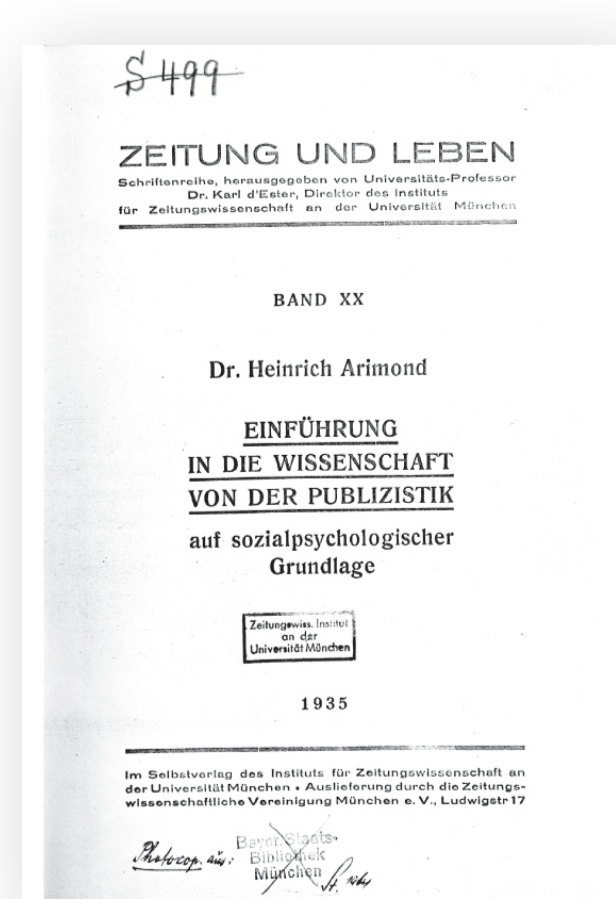 S 499
ZEITUNG UND LEBEN
Schriftenreihe, herausgegeben von Universitäts-Professor
Dr. Karl d'Ester, Direktor des Instituts
für Zeitungswissenschaft an der Universität München
BAND XX
Dr. Heinrich Arimond
EINFÜHRUNG
IN DIE WISSENSCHAFT
VON DER PUBLIZISTIK
auf sozialpsychologischer
Grundlage
Zeitungswiss. Institut
an der
Universität München
1935
Im Selbstverlag des Instituts für Zeitungswissenschaft an
der Universität München • Auslieferung durch die Zeitungs-
wissenschaftliche Vereinigung München e. V., Ludwigstr 17
Bayer. Staats-
Photocop. aus: Bibliothek
München